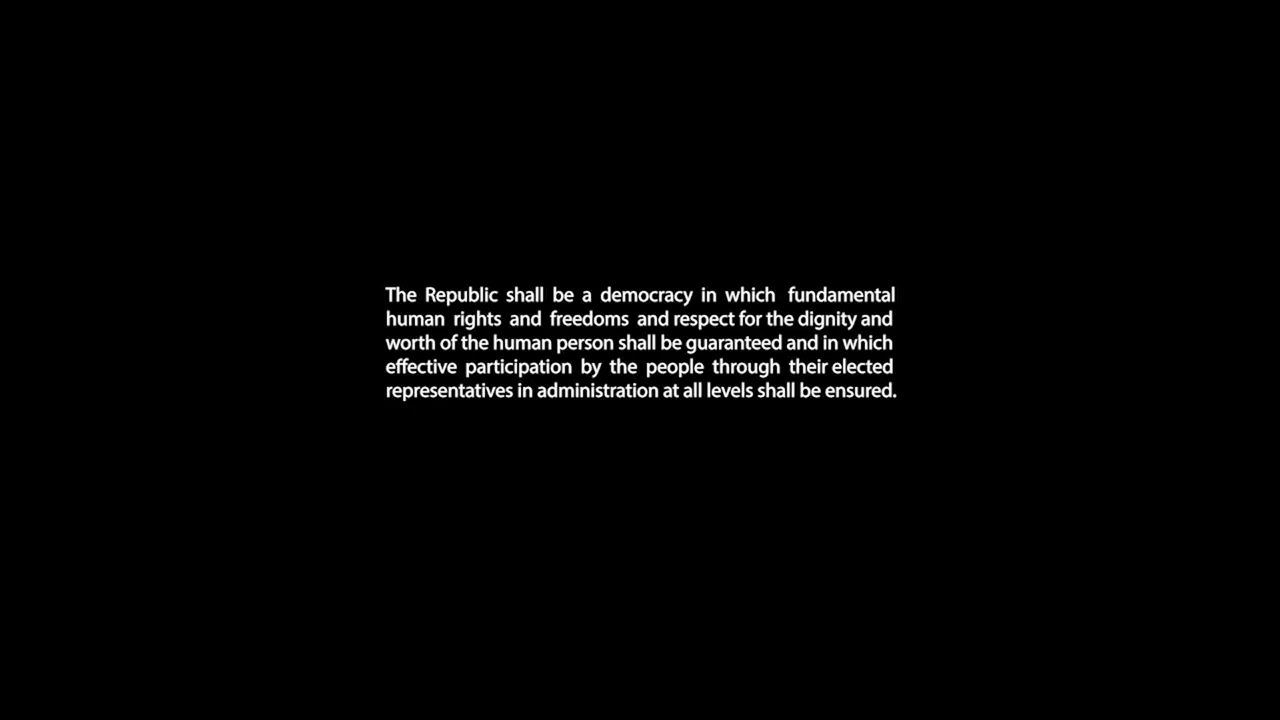 The Republic shall be a democracy in which fundamental
human rights and freedoms and respect for the dignity and
worth of the human person shall be guaranteed and in which
effective participation by the people through their elected
representatives in administration at all levels shall be ensured.